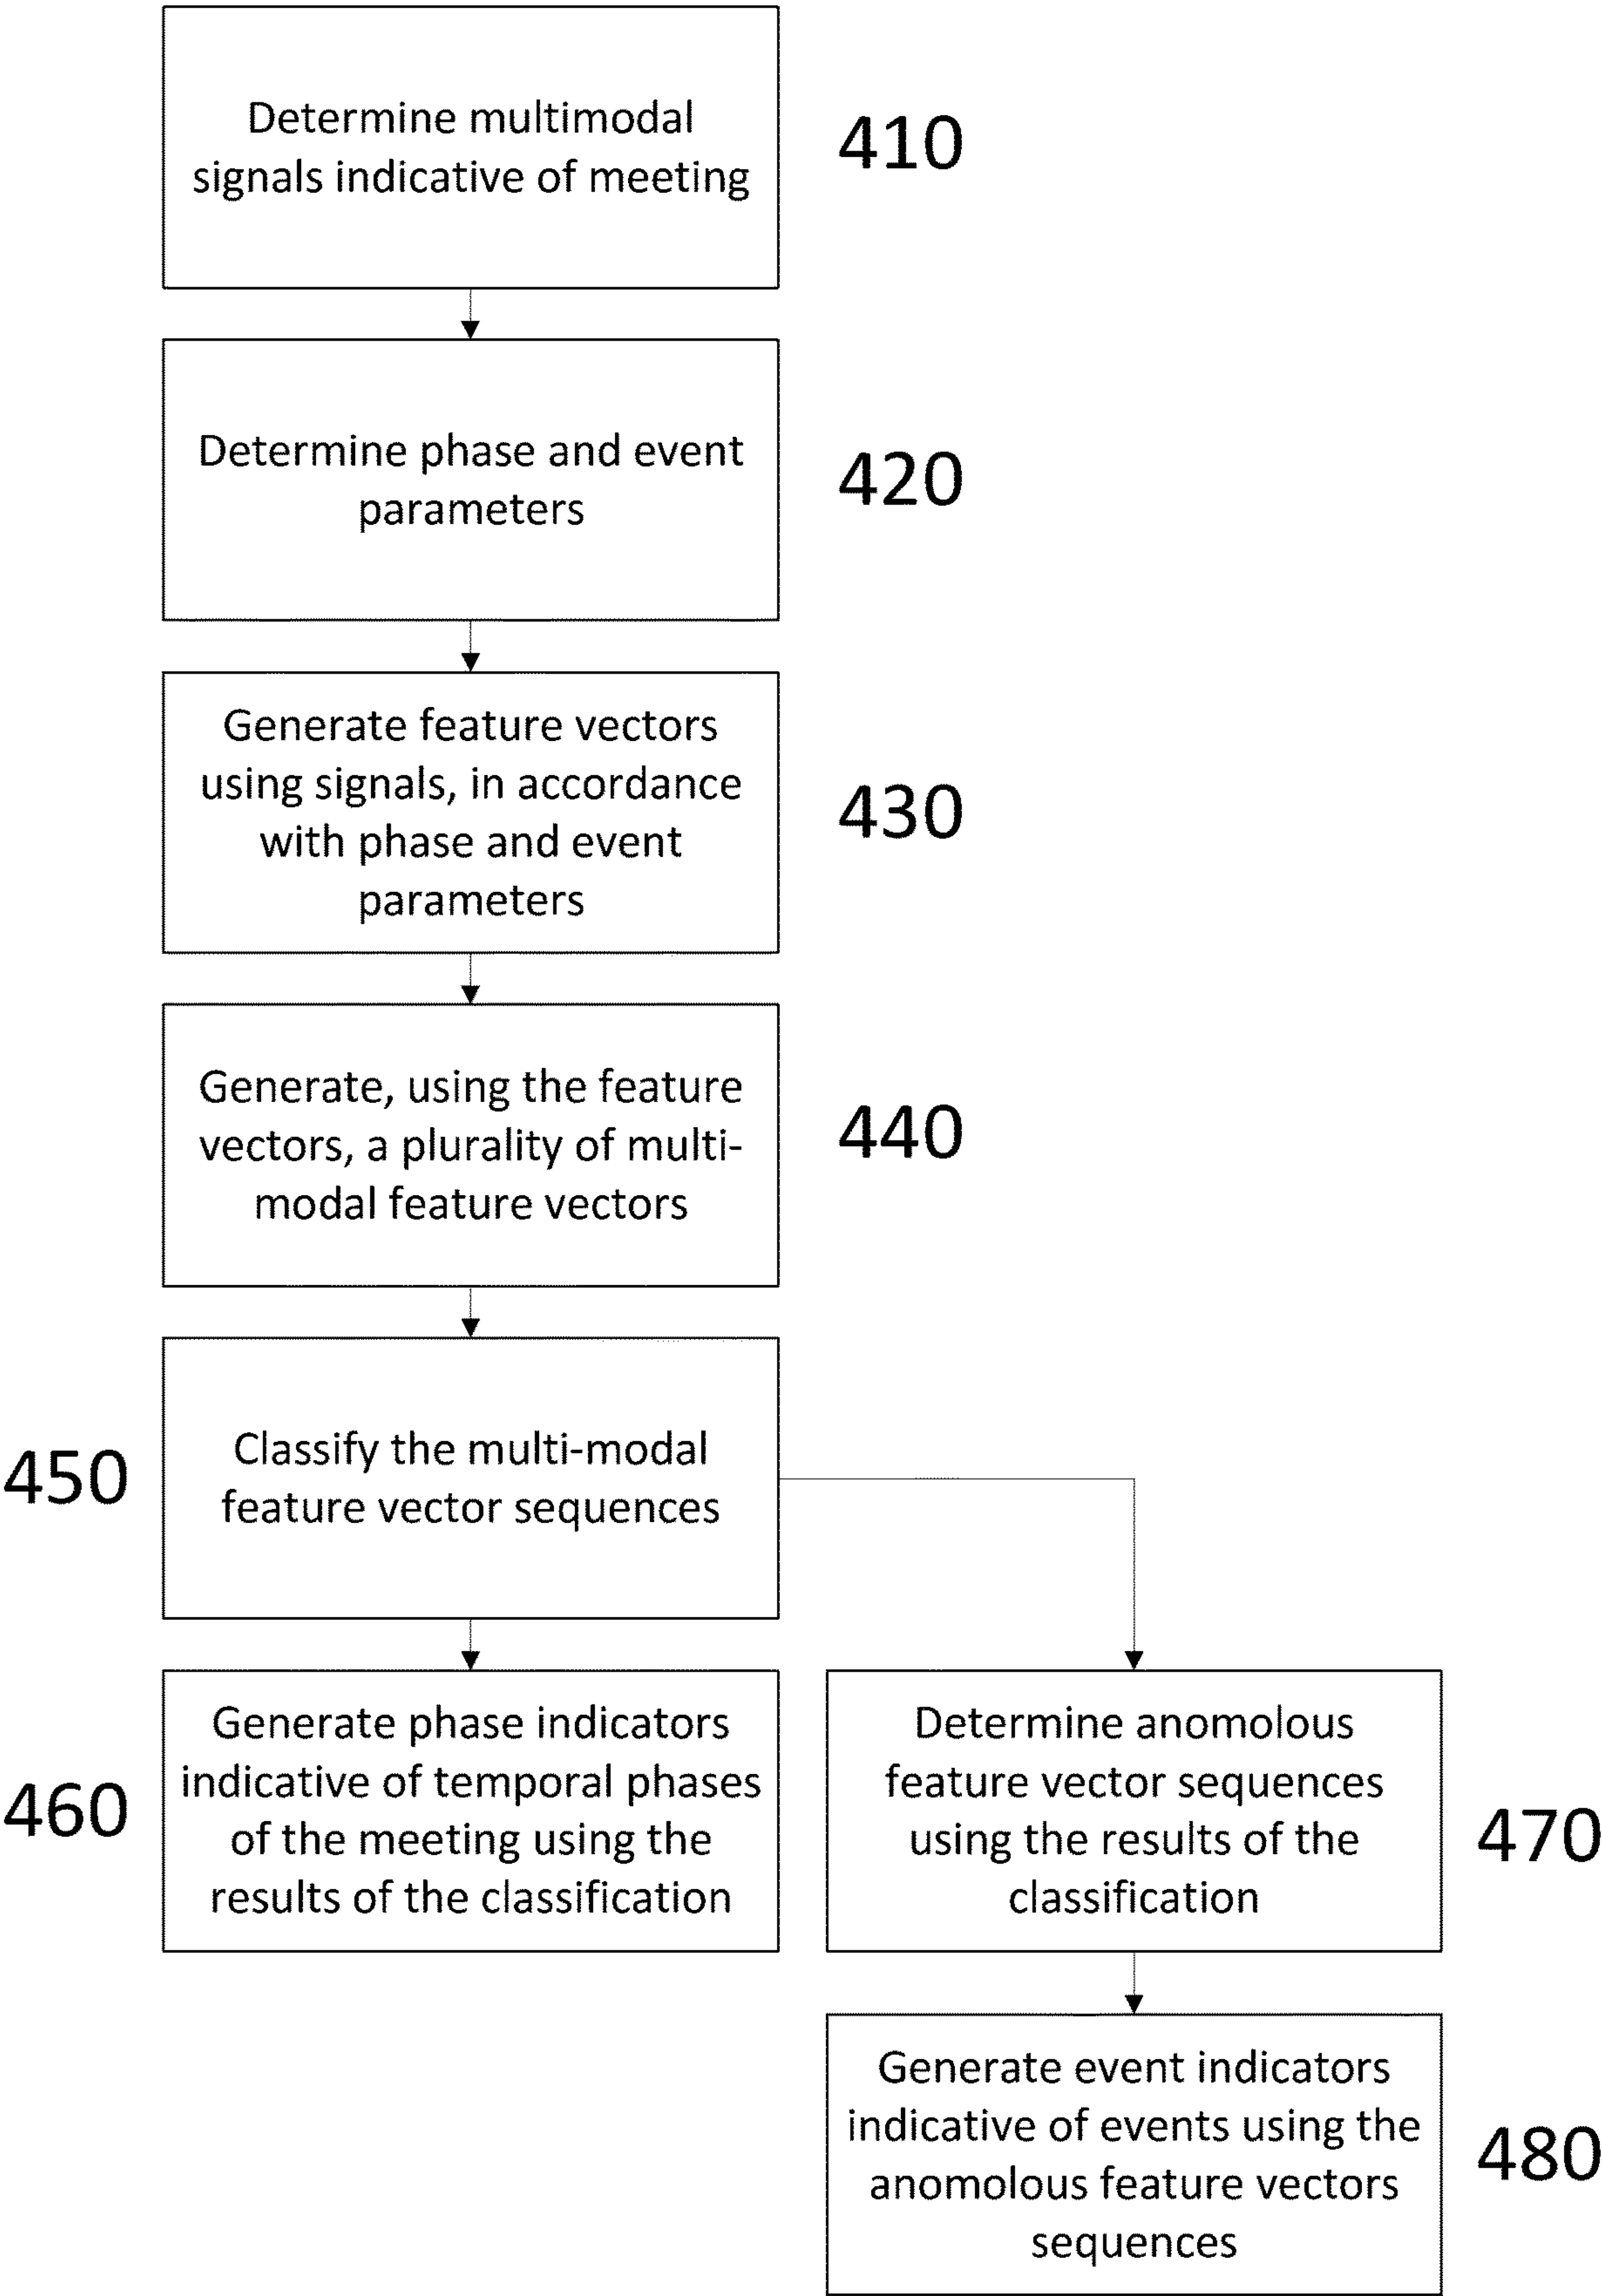 Determine multimodal
signals indicative of meeting
410
Determine phase and event
parameters
420
Generate feature vectors
using signals, in accordance
with phase and event
parameters
430
Generate, using the feature
vectors, a plurality of multi-
modal feature vectors
440
450
Classify the multi-modal
feature vector sequences
460
Generate phase indicators
indicative of temporal phases
of the meeting using the
results of the classification
Determine anomolous
feature vector sequences
using the results of the
classification
470
Generate event indicators
indicative of events using the
anomolous feature vectors
sequences
480